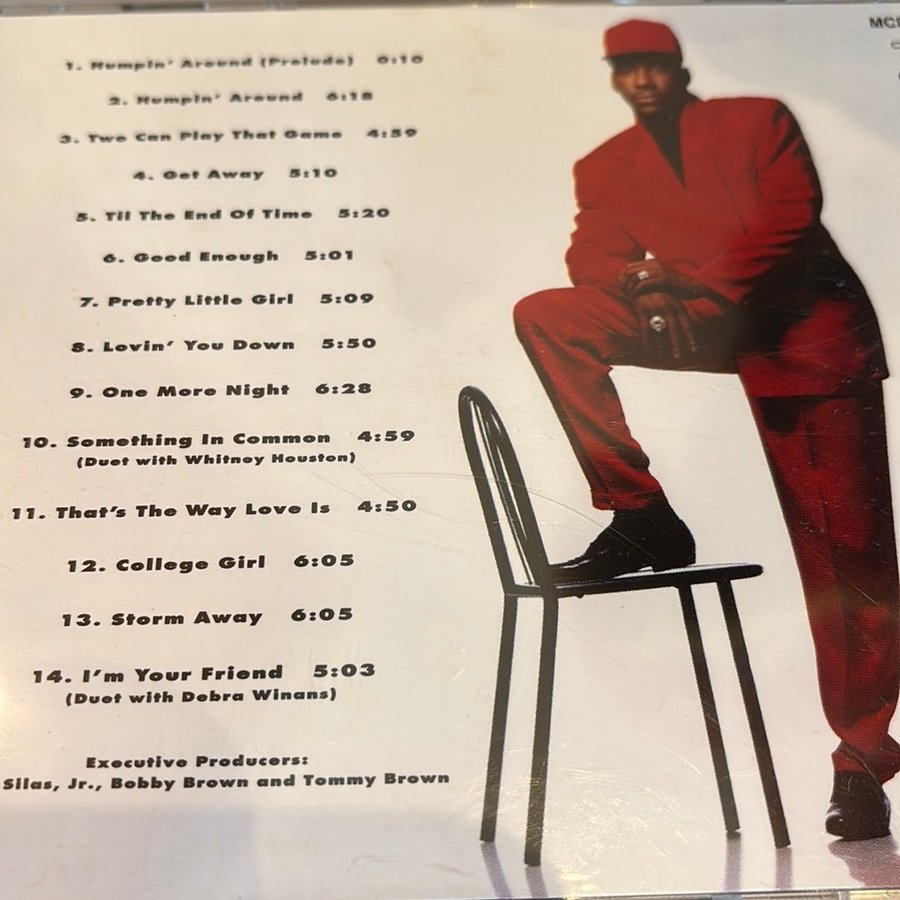 MC
1. Humpin' Around (Prelude) 0:10
2. Humpin' Around 6:18
3. Two Can Play That Game 4:59
4. Get Away 5:10
5. Til The End Of Time 5:20
6. Good Enough 5:01
7. Pretty Little Girl 5:09
8. Lovin' You Down 5:50
9. One More Night 6:28
10. Something In Common 4:59
(Duet with Whitney Houston)
11. That's The Way Love Is 4:50
12. College Girl 6:05
13. Storm Away 6:05
14. I'm Your Friend 5:03
(Duet with Debra Winans)
Executive Producers:
Silas, Jr., Bobby Brown and Tommy Brown